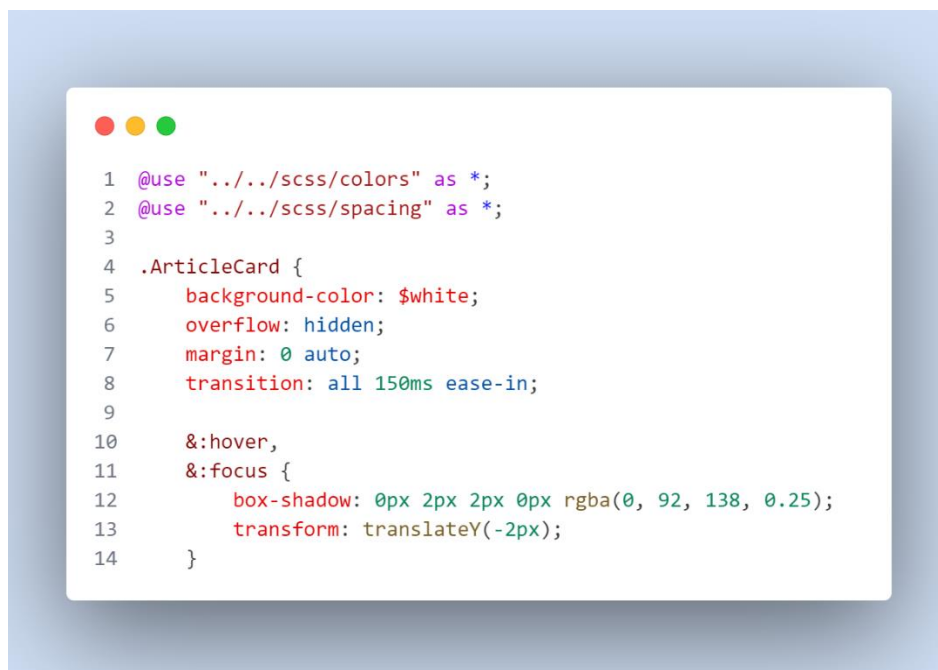 1 @use "../../scss/colors" as *;
2 @use "../../scss/spacing" as *;
3
4 .ArticleCard {
5     background-color: $white;
6     overflow: hidden;
7     margin: 0 auto;
8     transition: all 150ms ease-in;
9
10     &:hover,
11     &:focus {
12         box-shadow: 0px 2px 2px 0px rgba(0, 92, 138, 0.25);
13         transform: translateY(-2px);
14     }